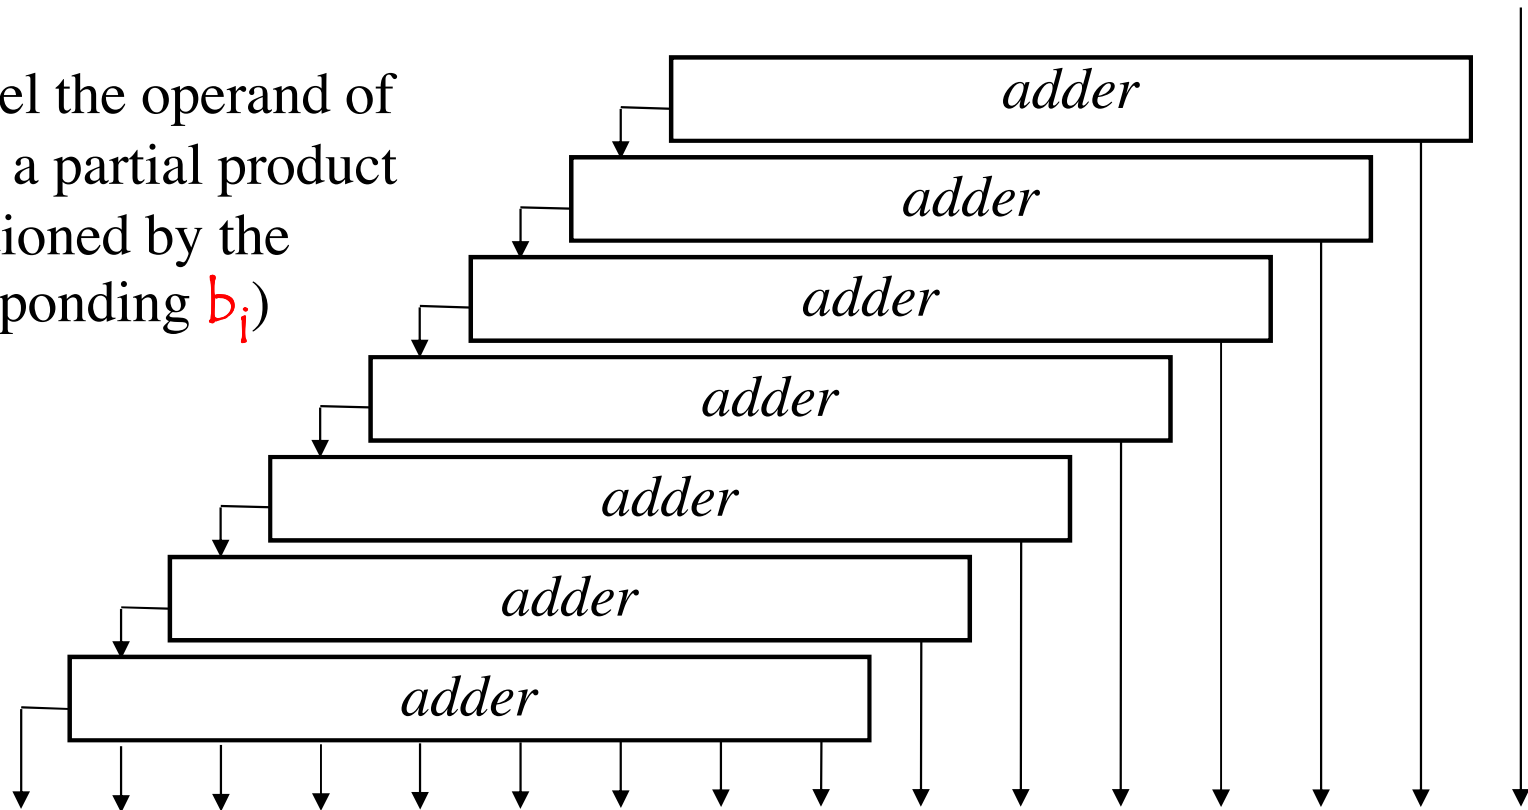 el the operand of
a partial product
ioned by the
ponding bi)
adder
adder
adder
adder
adder
adder
adder